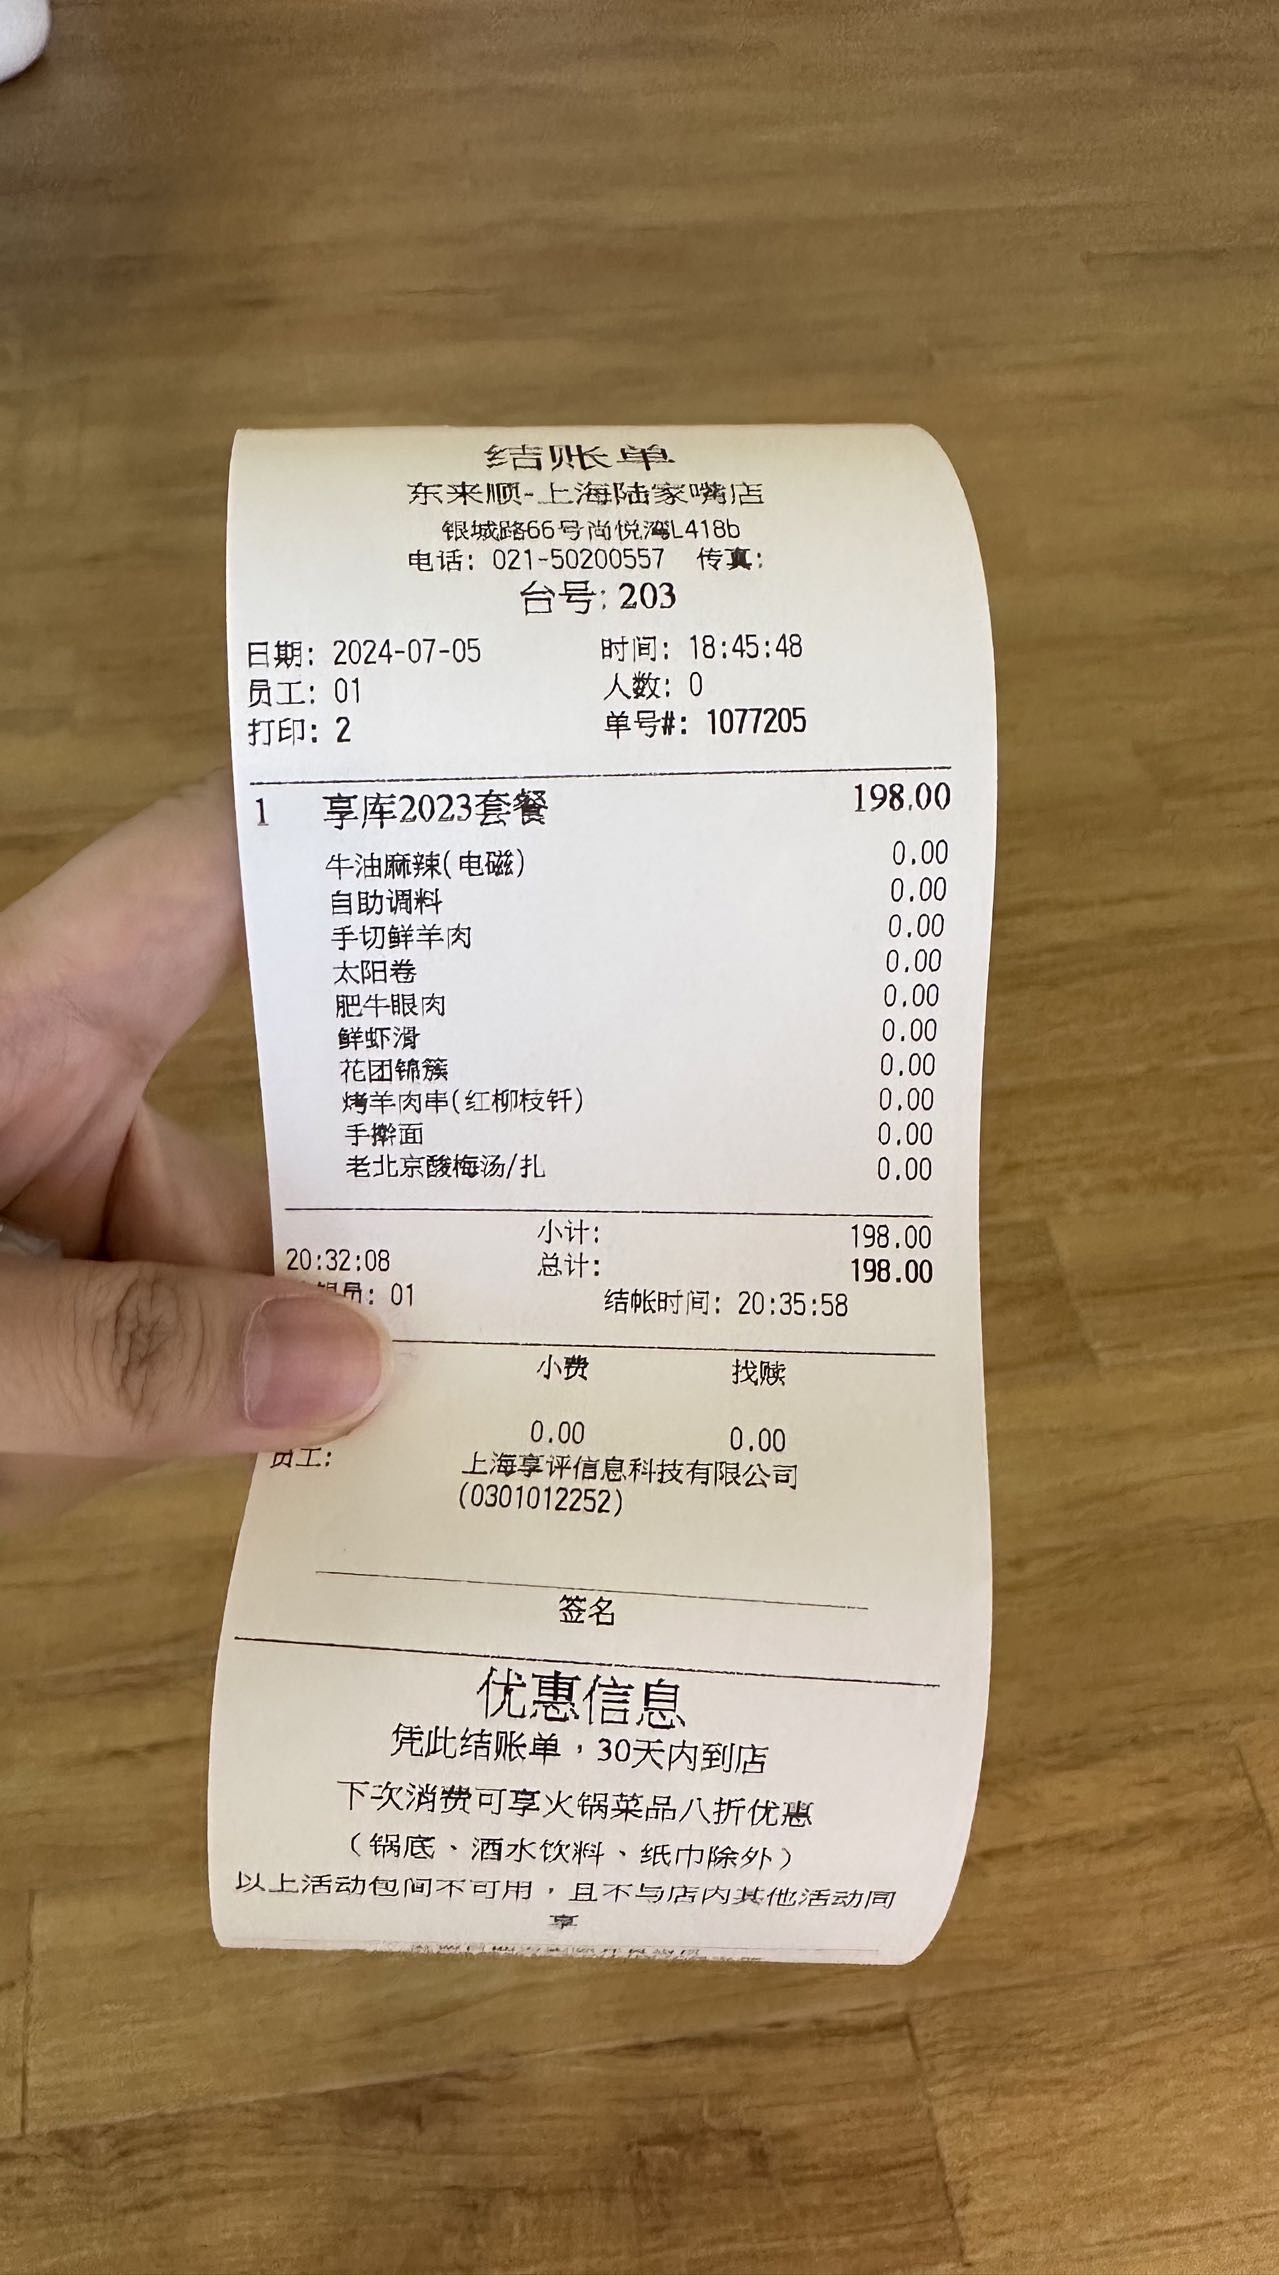 结账单
东来顺-上海陆家嘴店
银城路66号尚悦湾L418b
电话: 021-50200557 传真:
台号: 203
日期: 2024-07-05 时间: 18:45:48
员工: 01 人数: 0
打印: 2 单号#: 1077205
1 享库2023套餐 198.00
牛油麻辣(电磁) 0.00
自助调料 0.00
手切鲜羊肉 0.00
太阳卷 0.00
肥牛眼肉 0.00
鲜虾滑 0.00
花团锦簇 0.00
烤羊肉串(红柳枝钎) 0.00
手擀面 0.00
老北京酸梅汤/扎 0.00
小计: 198.00
20:32:08 总计: 198.00
银员: 01 结帐时间: 20:35:58
小费 找赎
0.00 0.00
员工: 上海享评信息科技有限公司
(0301012252)
签名
优惠信息
凭此结账单，30天内到店
下次消费可享火锅菜品八折优惠
（锅底、酒水饮料、纸巾除外）
以上活动包间不可用，且不与店内其他活动同
享